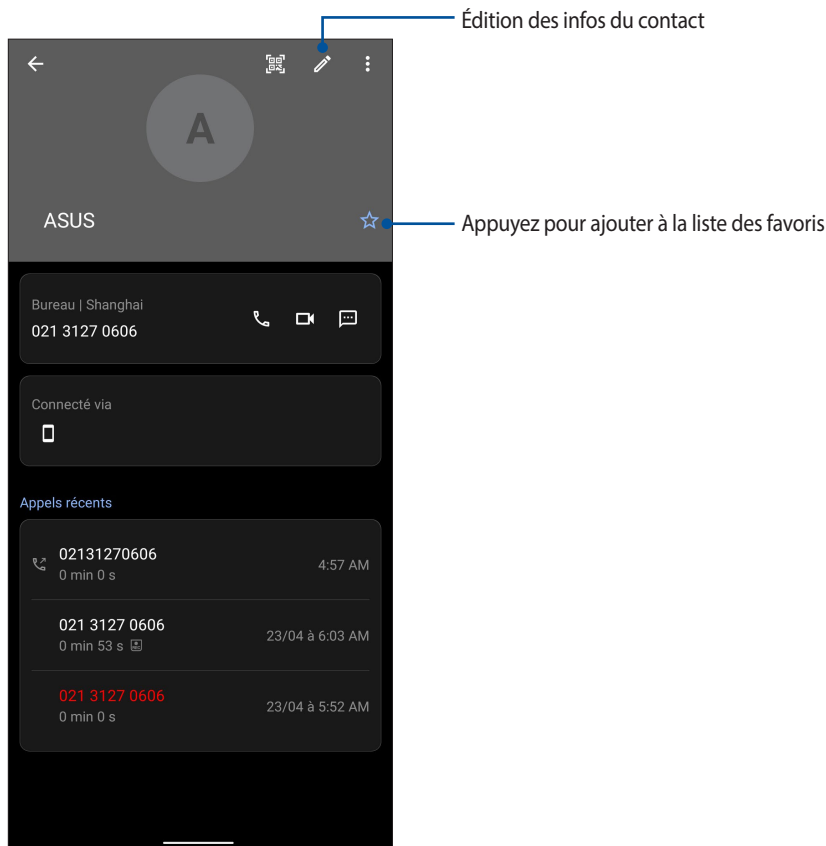 Édition des infos du contact
A
ASUS
Appuyez pour ajouter à la liste des favoris
Bureau | Shanghai
021 3127 0606
Connecté via
Appels récents
02131270606
0 min 0 s
4:57 AM
021 3127 0606
0 min 53 s
23/04 à 6:03 AM
021 3127 0606
0 min 0 s
23/04 à 5:52 AM